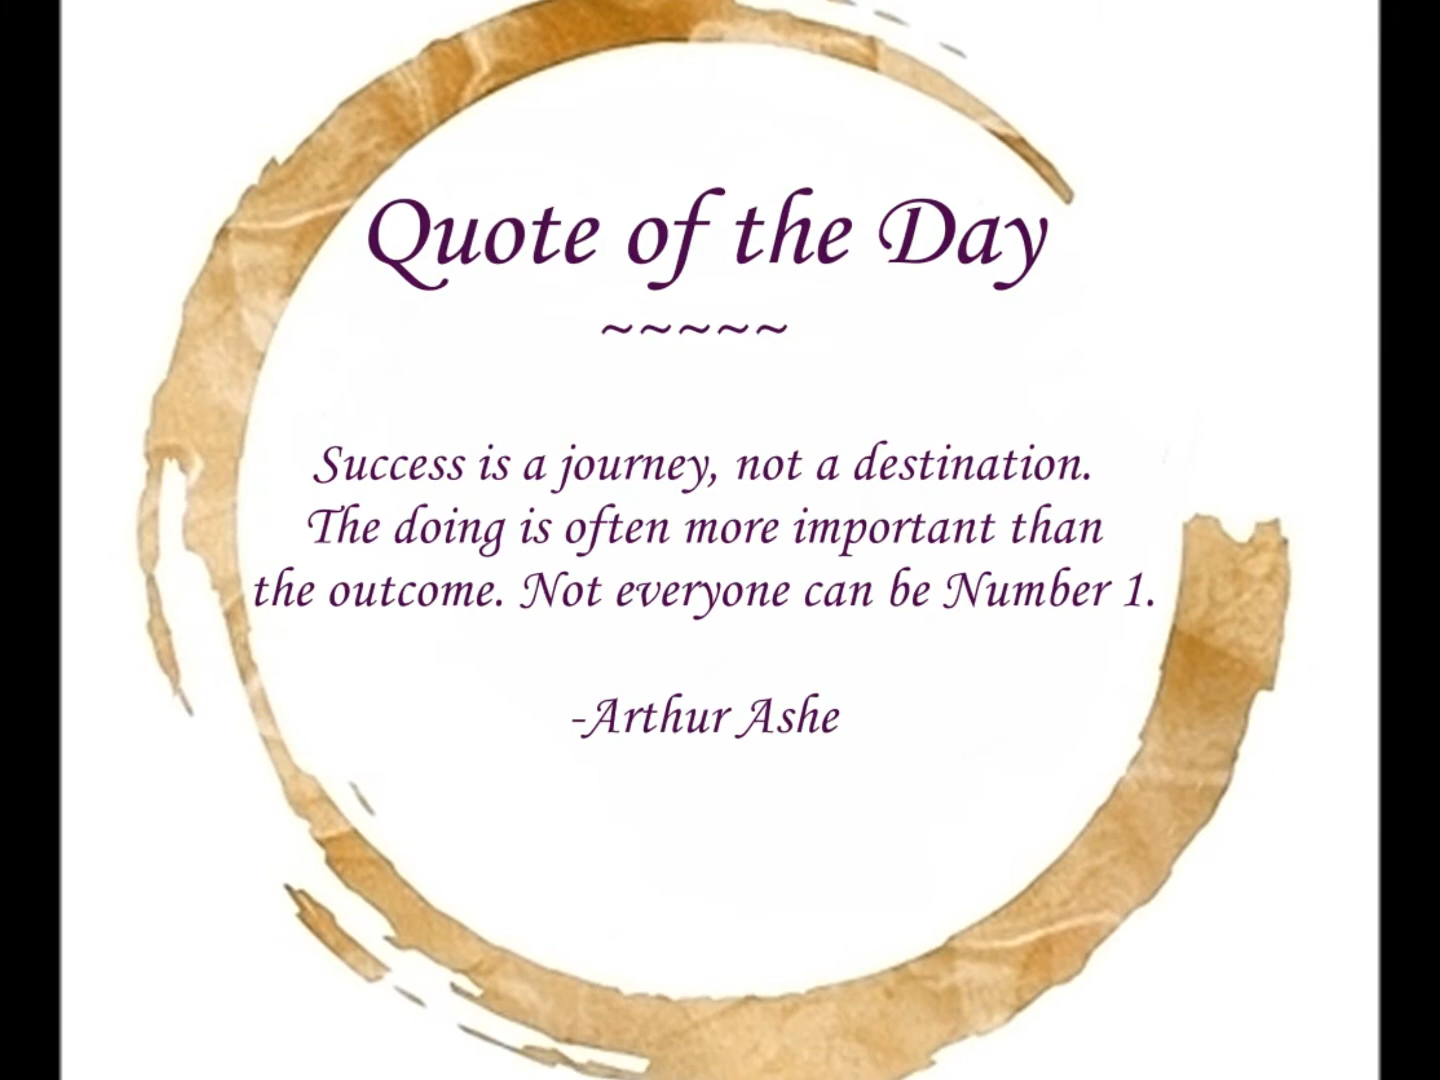 Quote of the Day
~~~~~
Success is a journey, not a destination.
The doing is often more important than
the outcome. Not everyone can be Number 1.
-Arthur Ashe